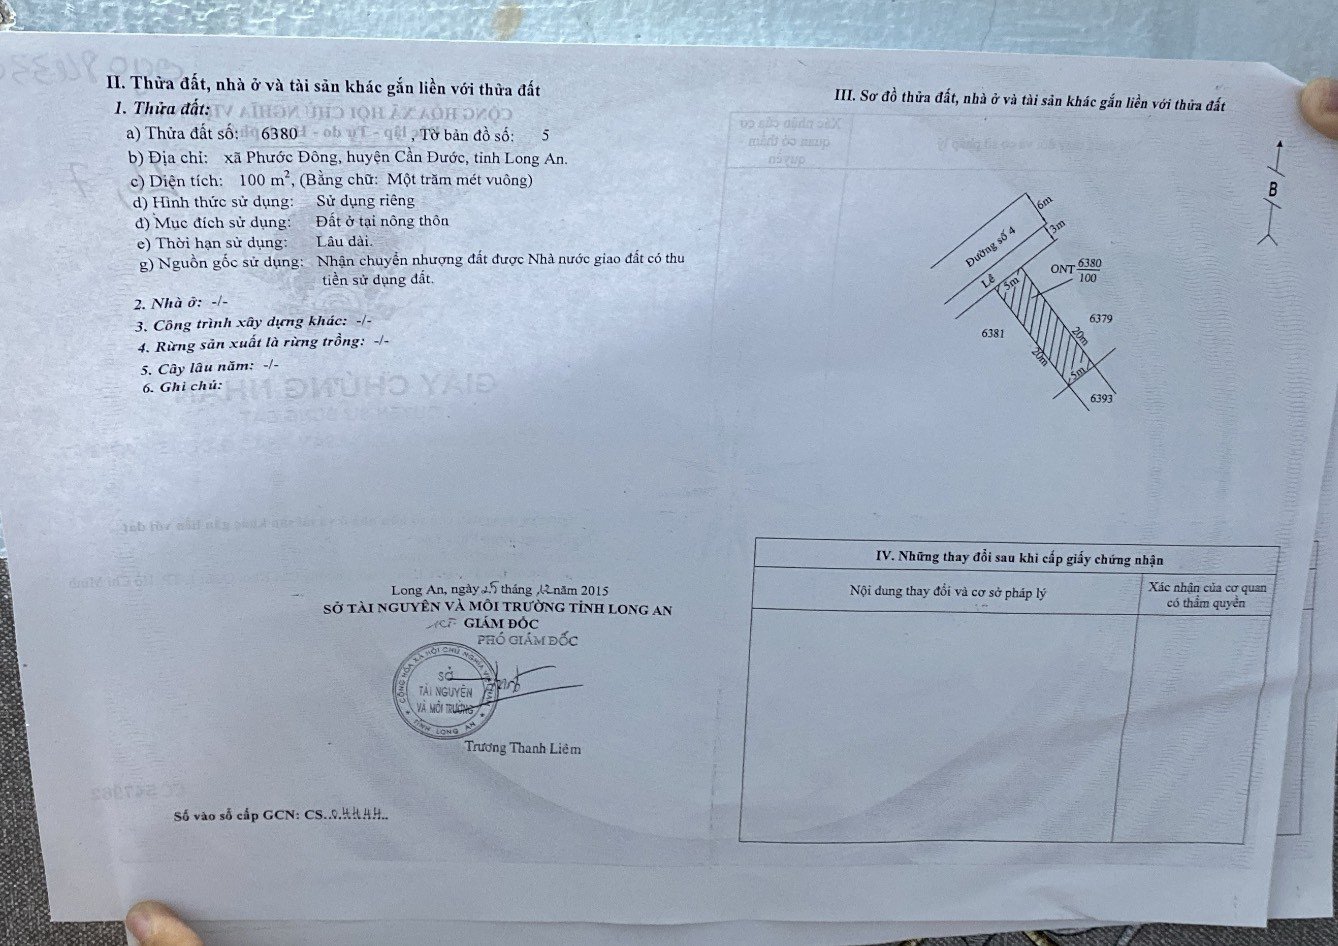 II. Thửa đất, nhà ở và tài sản khác gắn liền với thửa đất
1. Thửa đất:
a) Thửa đất số: 6380 , Tờ bản đồ số: 5
b) Địa chỉ: xã Phước Đông, huyện Cần Đước, tỉnh Long An.
c) Diện tích: 100 m², (Bằng chữ: Một trăm mét vuông)
d) Hình thức sử dụng: Sử dụng riêng
đ) Mục đích sử dụng: Đất ở tại nông thôn
e) Thời hạn sử dụng: Lâu dài.
g) Nguồn gốc sử dụng: Nhận chuyển nhượng đất được Nhà nước giao đất có thu
tiền sử dụng đất.
2. Nhà ở: -/-
3. Công trình xây dựng khác: -/-
4. Rừng sản xuất là rừng trồng: -/-
5. Cây lâu năm: -/-
6. Ghi chú:
Long An, ngày 25 tháng 12 năm 2015
SỞ TÀI NGUYÊN VÀ MÔI TRƯỜNG TỈNH LONG AN
GIÁM ĐỐC
PHÓ GIÁM ĐỐC
SỞ
TÀI NGUYÊN
VÀ MÔI TRƯỜNG
TỈNH LONG AN
Trương Thanh Liêm
Số vào sổ cấp GCN: CS..0.4444..
III. Sơ đồ thửa đất, nhà ở và tài sản khác gắn liền với thửa đất
B
6m
3m
Đường số 4
Lề
5m
ONT 6380
100
6379
6381
20m
20m
5m
6393
IV. Những thay đổi sau khi cấp giấy chứng nhận
Nội dung thay đổi và cơ sở pháp lý
Xác nhận của cơ quan
có thẩm quyền